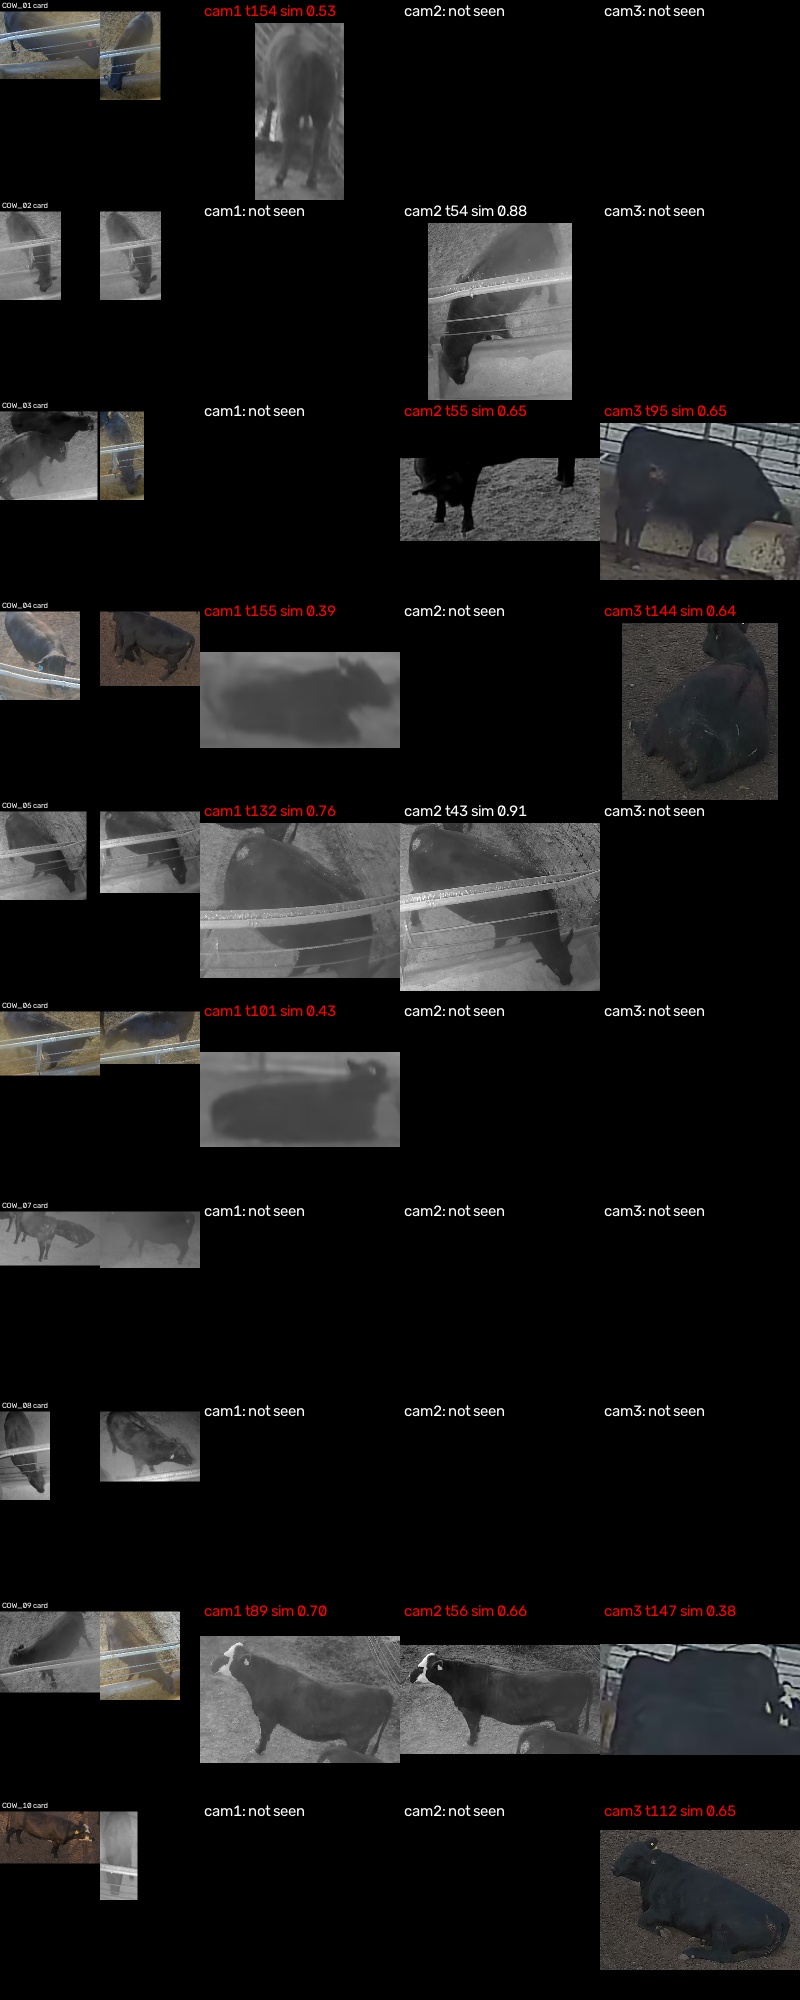 COW_01 card
cam1 t154 sim 0.53
cam2: not seen
cam3: not seen
COW_02 card
cam1: not seen
cam2 t54 sim 0.88
cam3: not seen
COW_03 card
cam1: not seen
cam2 t55 sim 0.65
cam3 t95 sim 0.65
COW_04 card
cam1 t155 sim 0.39
cam2: not seen
cam3 t144 sim 0.64
COW_05 card
cam1 t132 sim 0.76
cam2 t43 sim 0.91
cam3: not seen
COW_06 card
cam1 t101 sim 0.43
cam2: not seen
cam3: not seen
COW_07 card
cam1: not seen
cam2: not seen
cam3: not seen
COW_08 card
cam1: not seen
cam2: not seen
cam3: not seen
COW_09 card
cam1 t89 sim 0.70
cam2 t56 sim 0.66
cam3 t147 sim 0.38
COW_10 card
cam1: not seen
cam2: not seen
cam3 t112 sim 0.65